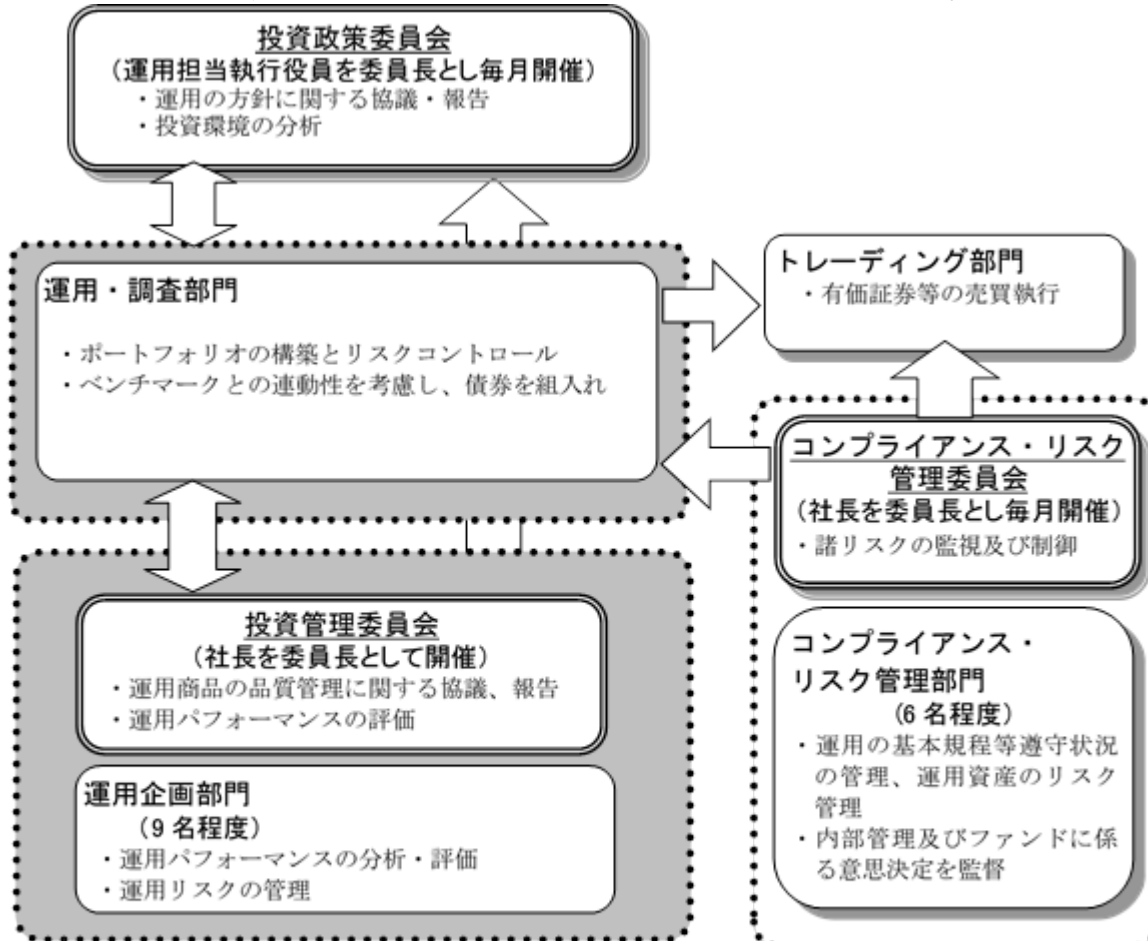 投資政策委員会
(運用担当執行役員を委員長とし毎月開催)
・運用の方針に関する協議・報告
・投資環境の分析
運用・調査部門
・ポートフォリオの構築とリスクコントロール
・ベンチマークとの連動性を考慮し、債券を組入れ
トレーディング部門
・有価証券等の売買執行
コンプライアンス・リスク
管理委員会
(社長を委員長とし毎月開催)
・諸リスクの監視及び制御
投資管理委員会
(社長を委員長として開催)
・運用商品の品質管理に関する協議、報告
・運用パフォーマンスの評価
運用企画部門
(9名程度)
・運用パフォーマンスの分析・評価
・運用リスクの管理
コンプライアンス・
リスク管理部門
(6名程度)
・運用の基本規程等遵守状況
の管理、運用資産のリスク
管理
・内部管理及びファンドに係
る意思決定を監督